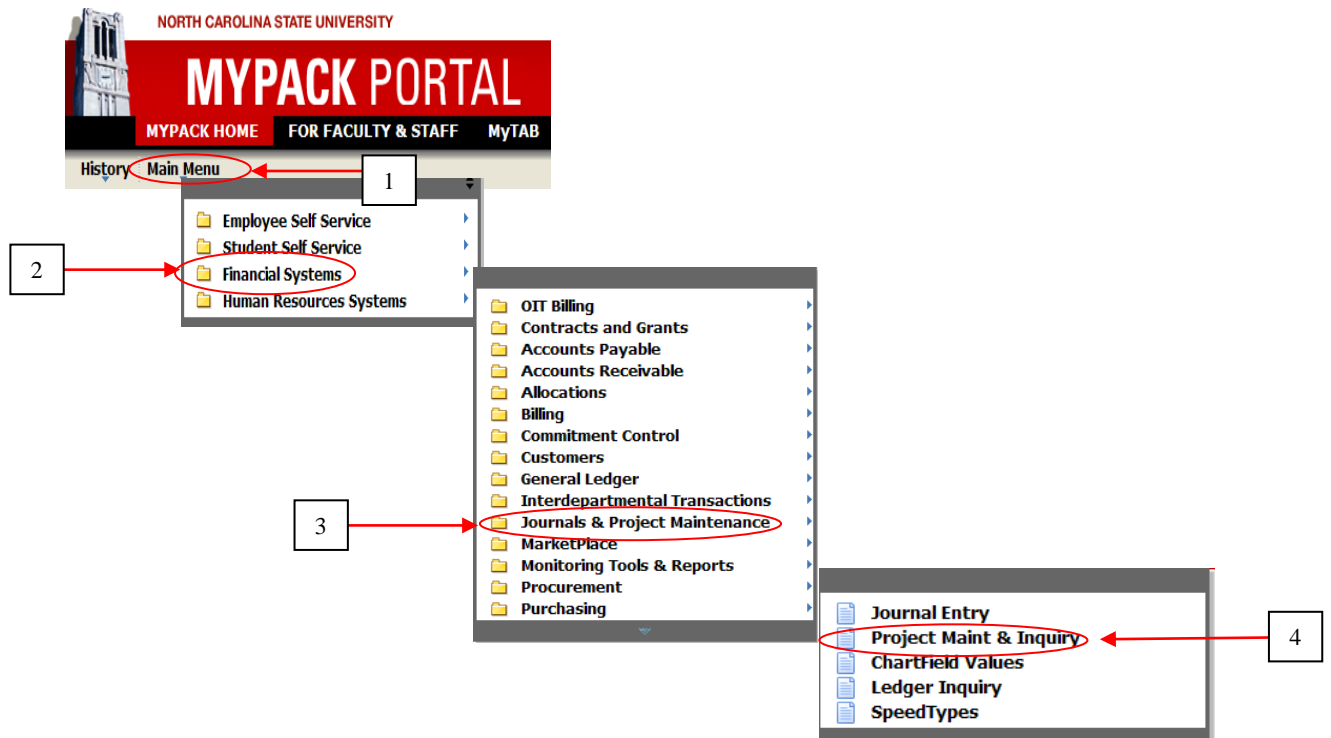 NORTH CAROLINA STATE UNIVERSITY
MYPACK PORTAL
MYPACK HOME FOR FACULTY & STAFF MyTAB
History Main Menu
1
Employee Self Service
Student Self Service
2
Financial Systems
Human Resources Systems
OIT Billing
Contracts and Grants
Accounts Payable
Accounts Receivable
Allocations
Billing
Commitment Control
Customers
General Ledger
Interdepartmental Transactions
3
Journals & Project Maintenance
MarketPlace
Monitoring Tools & Reports
Procurement
Purchasing
Journal Entry
Project Maint & Inquiry
4
ChartField Values
Ledger Inquiry
SpeedTypes